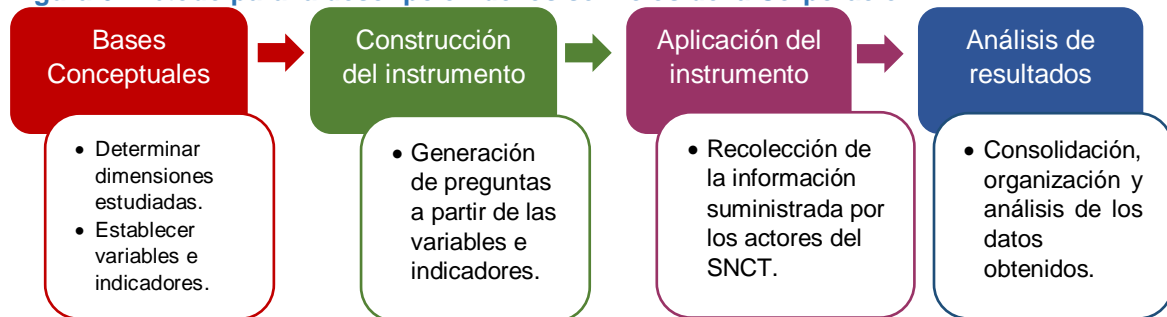 Bases
Conceptuales
• Determinar
dimensiones
estudiadas.
• Establecer
variables e
indicadores.
Construcción
del instrumento
• Generación
de preguntas
a partir de las
variables e
indicadores.
Aplicación del
instrumento
• Recolección de
la información
suministrada por
los actores del
SNCT.
Análisis de
resultados
• Consolidación,
organización y
análisis de los
datos
obtenidos.